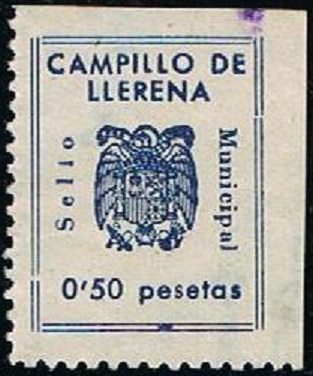 CAMPILLO DE
LLERENA
Sello
Municipal
0'50 pesetas